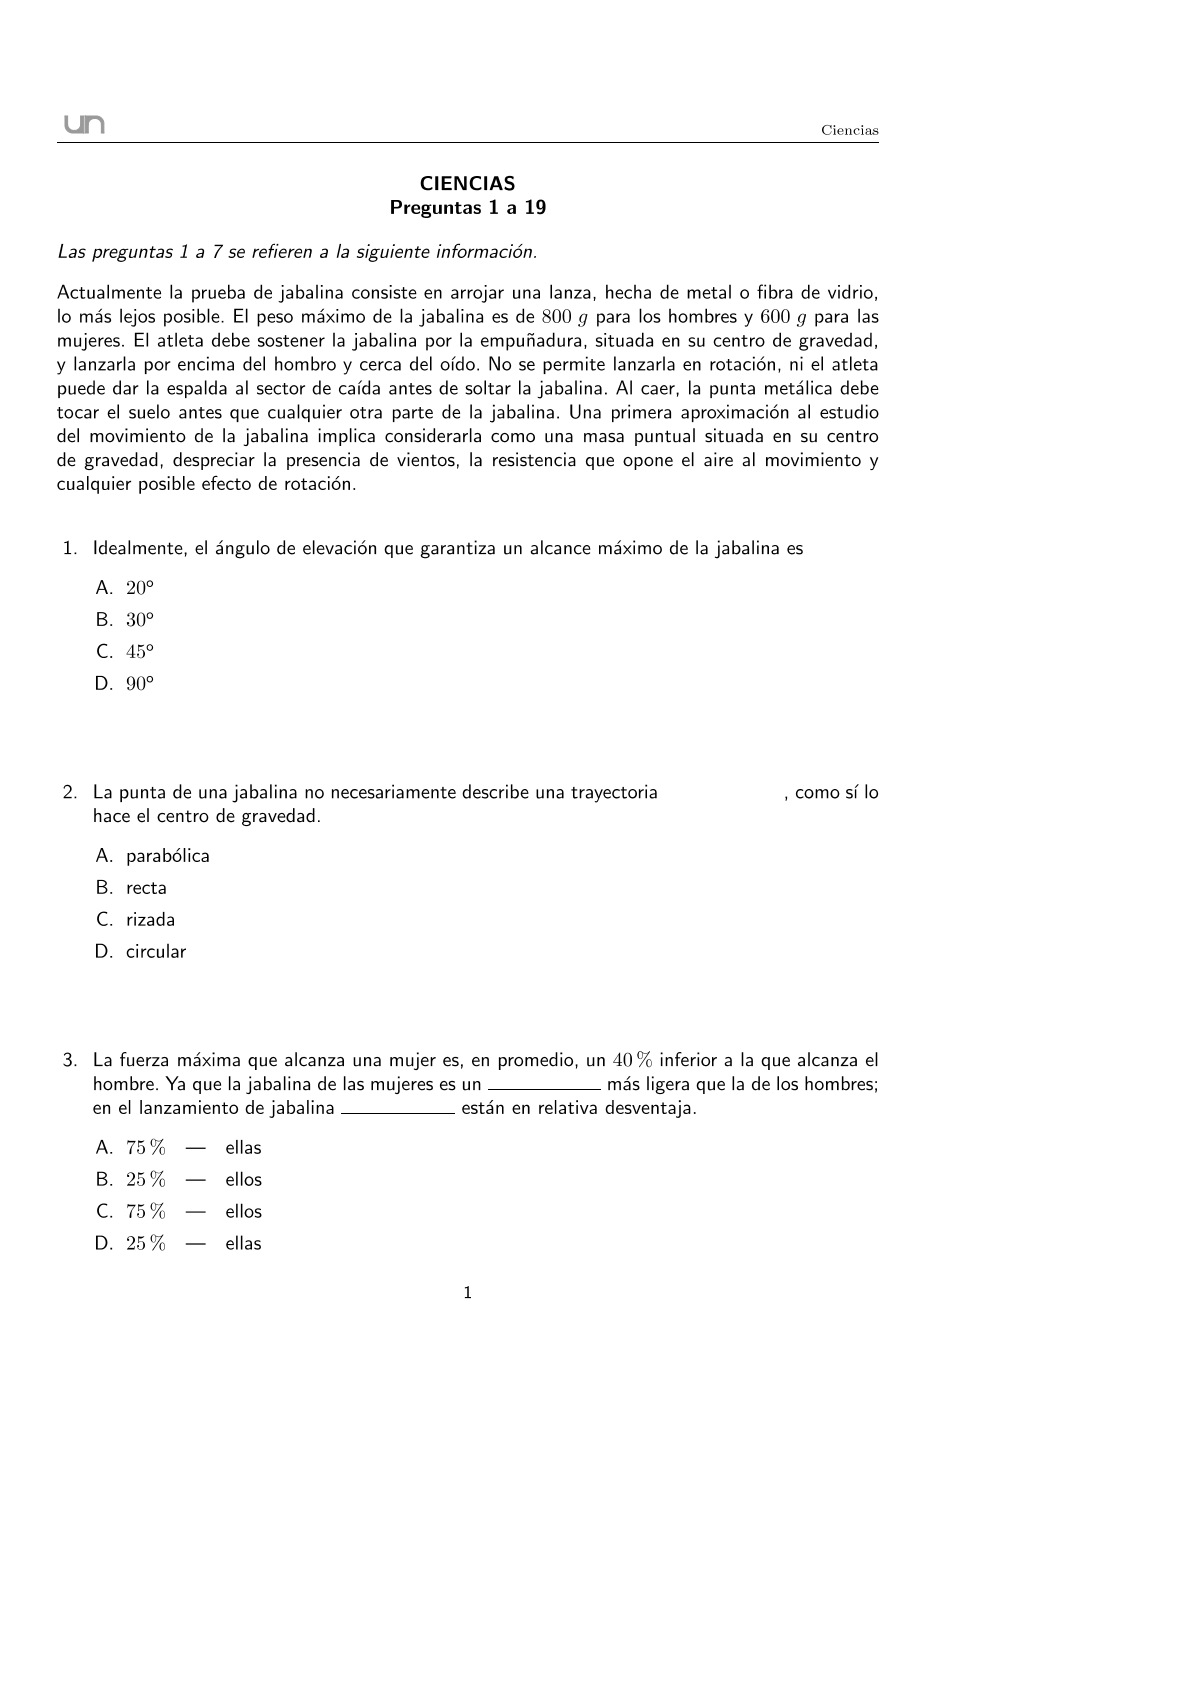 un
Ciencias
CIENCIAS
Preguntas 1 a 19
Las preguntas 1 a 7 se refieren a la siguiente información.
Actualmente la prueba de jabalina consiste en arrojar una lanza, hecha de metal o fibra de vidrio,
lo más lejos posible. El peso máximo de la jabalina es de 800 g para los hombres y 600 g para las
mujeres. El atleta debe sostener la jabalina por la empuñadura, situada en su centro de gravedad,
y lanzarla por encima del hombro y cerca del oído. No se permite lanzarla en rotación, ni el atleta
puede dar la espalda al sector de caída antes de soltar la jabalina. Al caer, la punta metálica debe
tocar el suelo antes que cualquier otra parte de la jabalina. Una primera aproximación al estudio
del movimiento de la jabalina implica considerarla como una masa puntual situada en su centro
de gravedad, despreciar la presencia de vientos, la resistencia que opone el aire al movimiento y
cualquier posible efecto de rotación.
1. Idealmente, el ángulo de elevación que garantiza un alcance máximo de la jabalina es
A. 20°
B. 30°
C. 45°
D. 90°
2. La punta de una jabalina no necesariamente describe una trayectoria , como sí lo
hace el centro de gravedad.
A. parabólica
B. recta
C. rizada
D. circular
3. La fuerza máxima que alcanza una mujer es, en promedio, un 40 % inferior a la que alcanza el
hombre. Ya que la jabalina de las mujeres es un ___________ más ligera que la de los hombres;
en el lanzamiento de jabalina ___________ están en relativa desventaja.
A. 75 % — ellas
B. 25 % — ellos
C. 75 % — ellos
D. 25 % — ellas
1